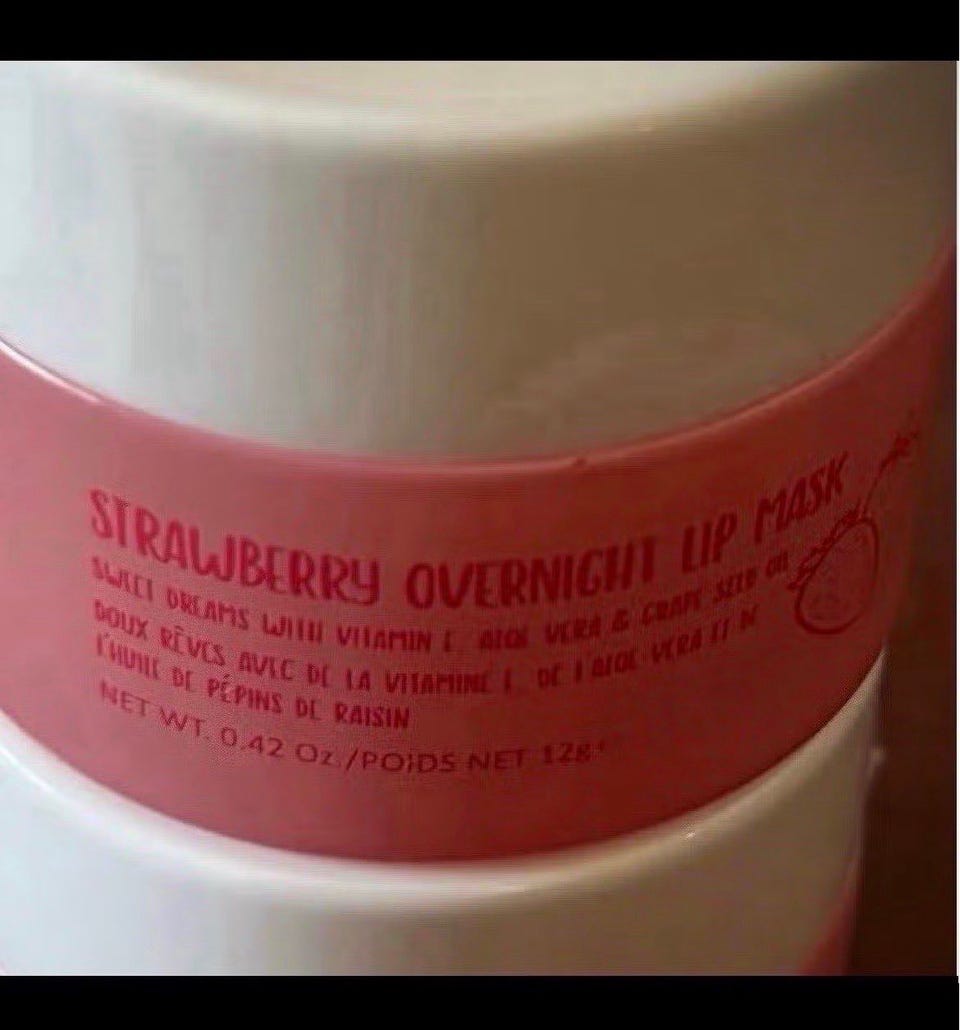 STRAWBERRY OVERNIGHT LIP MASK
SWEET DREAMS WITH VITAMIN E, ALOE VERA & GRAPE SEED OIL
DOUX RÊVES AVEC DE LA VITAMINE E, DE l'ALOE VERA ET DE
l'HUILE DE PÉPINS DE RAISIN
NET WT. 0.42 Oz./POIDS NET 12g